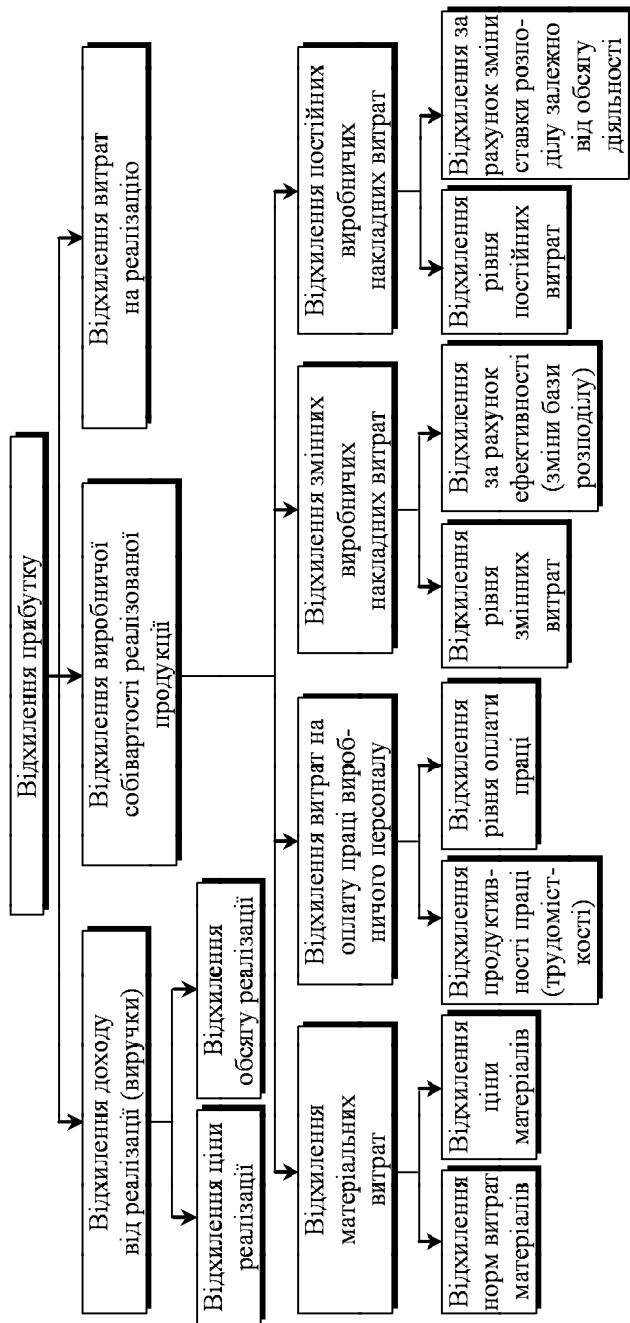 Відхилення прибутку
Відхилення доходу
від реалізації (виручки)
Відхилення виробничої
собівартості реалізованої
продукції
Відхилення витрат
на реалізацію
Відхилення ціни
реалізації
Відхилення
обсягу реалізації
Відхилення
матеріальних
витрат
Відхилення витрат на
оплату праці вироб-
ничого персоналу
Відхилення змінних
виробничих
накладних витрат
Відхилення постійних
виробничих
накладних витрат
Відхилення
норм витрат
матеріалів
Відхилення
ціни
матеріалів
Відхилення
продуктив-
ності праці
(трудоміст-
кості)
Відхилення
рівня оплати
праці
Відхилення
рівня
змінних
витрат
Відхилення
за рахунок
ефективності
(зміни бази
розподілу)
Відхилення
рівня
постійних
витрат
Відхилення за
рахунок зміни
ставки розпо-
ділу залежно
від обсягу
діяльності